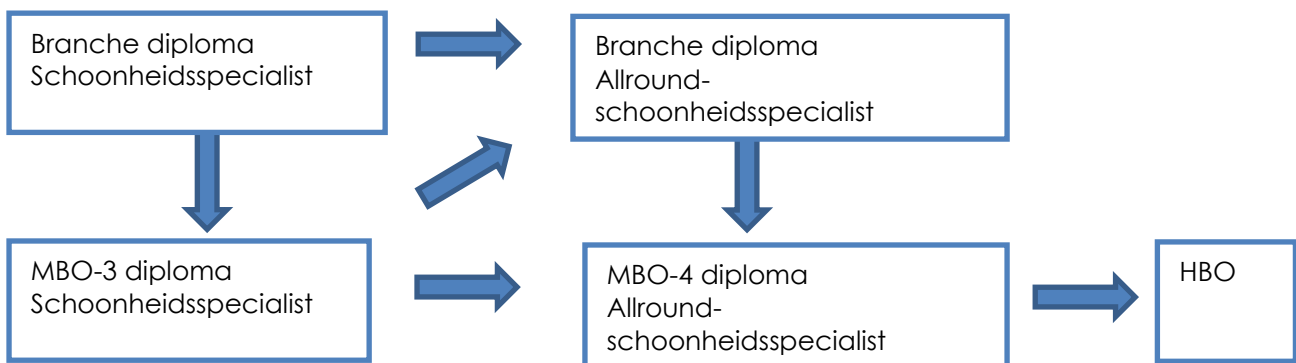 Branche diploma
Schoonheidsspecialist
Branche diploma
Allround-
schoonheidsspecialist
MBO-3 diploma
Schoonheidsspecialist
MBO-4 diploma
Allround-
schoonheidsspecialist
HBO